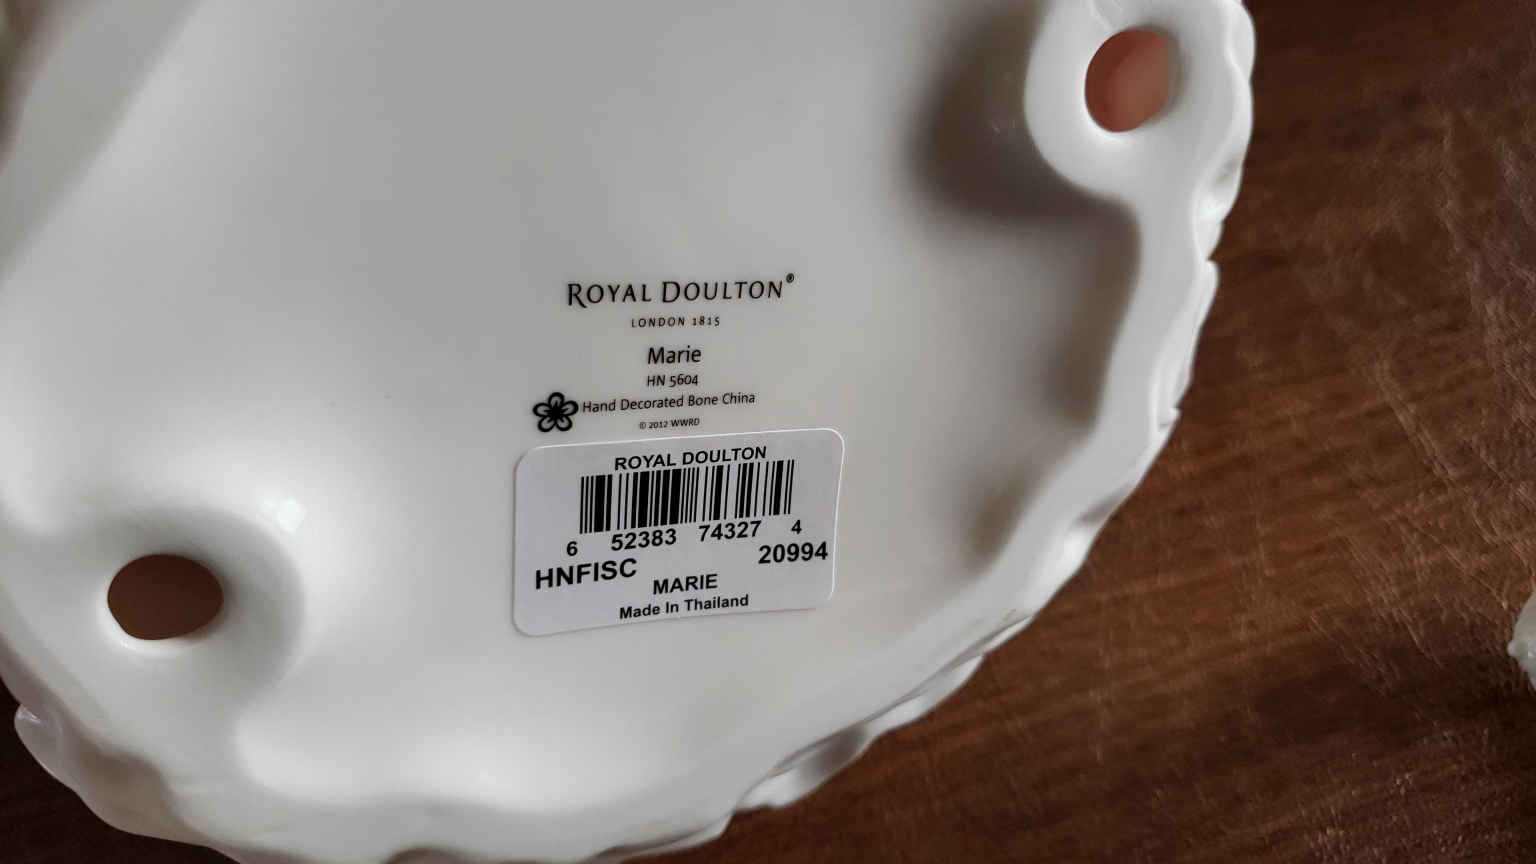 ROYAL DOULTON®
LONDON 1815
Marie
HN 5604
Hand Decorated Bone China
© 2012 WWRD
ROYAL DOULTON
6 52383 74327 4
HNFISC 20994
MARIE
Made In Thailand